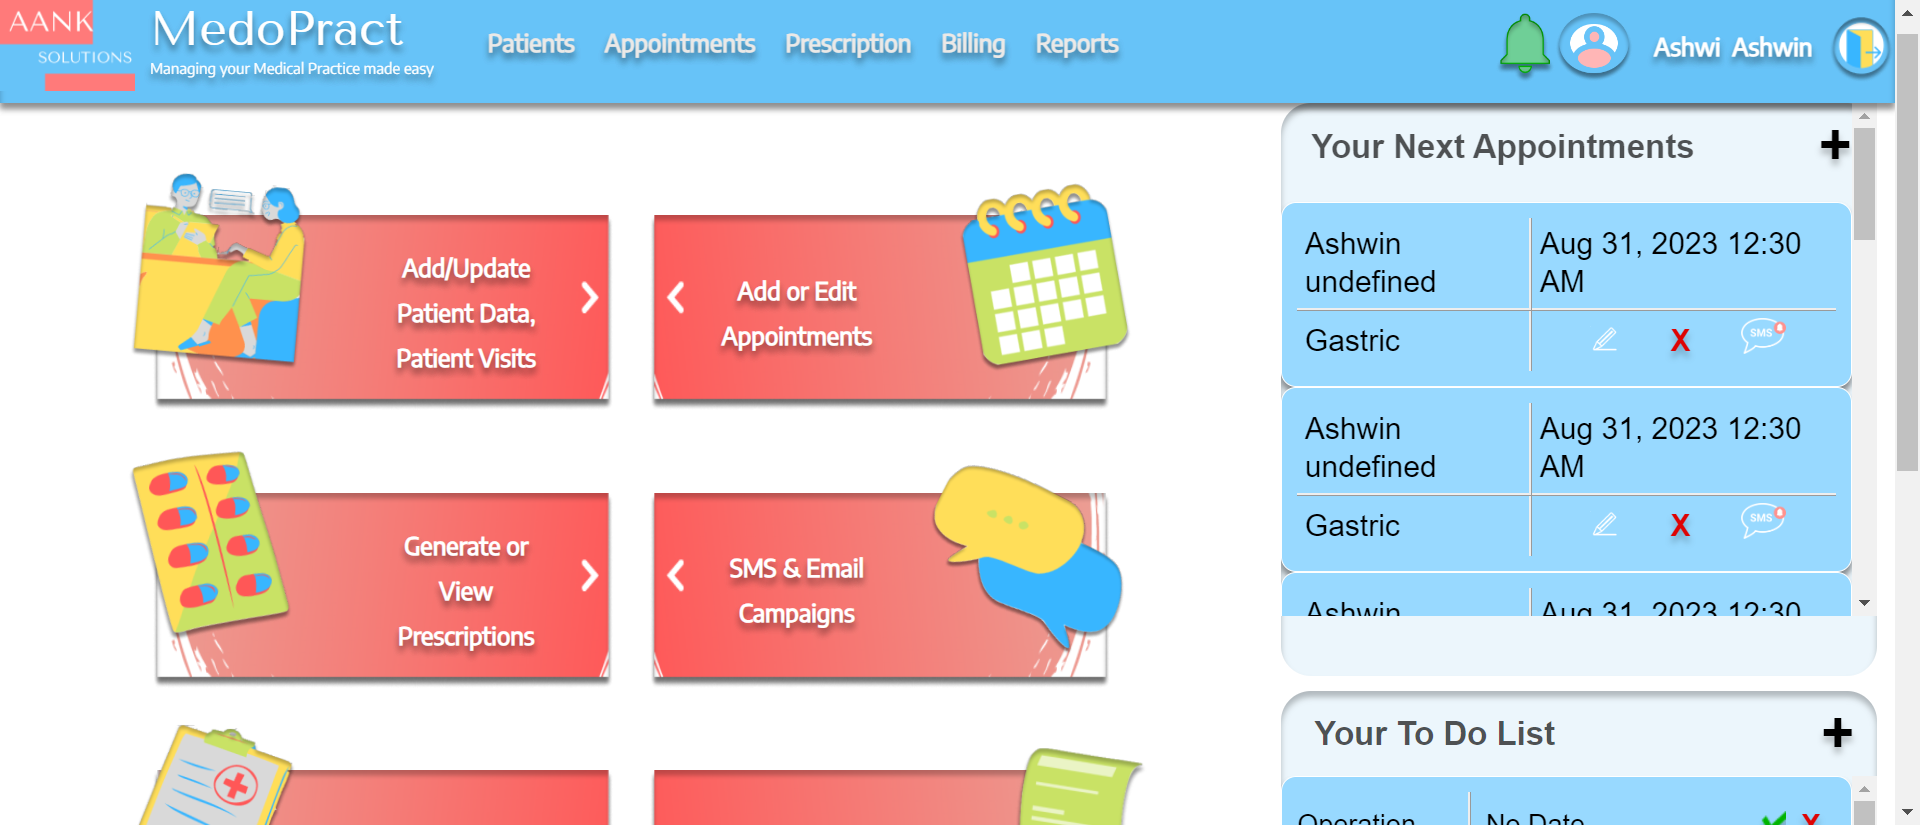 AANK
SOLUTIONS
MedoPract
Managing your Medical Practice made easy
Patients Appointments Prescription Billing Reports
Ashwi Ashwin
Add/Update
Patient Data,
Patient Visits
Add or Edit
Appointments
Generate or
View
Prescriptions
SMS & Email
Campaigns
Your Next Appointments
Ashwin
undefined
Aug 31, 2023 12:30
AM
Gastric
X
SMS
Ashwin
undefined
Aug 31, 2023 12:30
AM
Gastric
X
SMS
Ashwin
Aug 31, 2023 12:30
Your To Do List
Operation
No Date
X